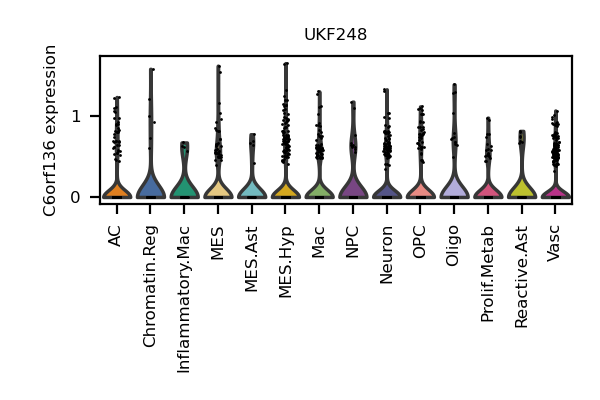 UKF248
C6orf136 expression
1
0
AC
Chromatin.Reg
Inflammatory.Mac
MES
MES.Ast
MES.Hyp
Mac
NPC
Neuron
OPC
Oligo
Prolif.Metab
Reactive.Ast
Vasc